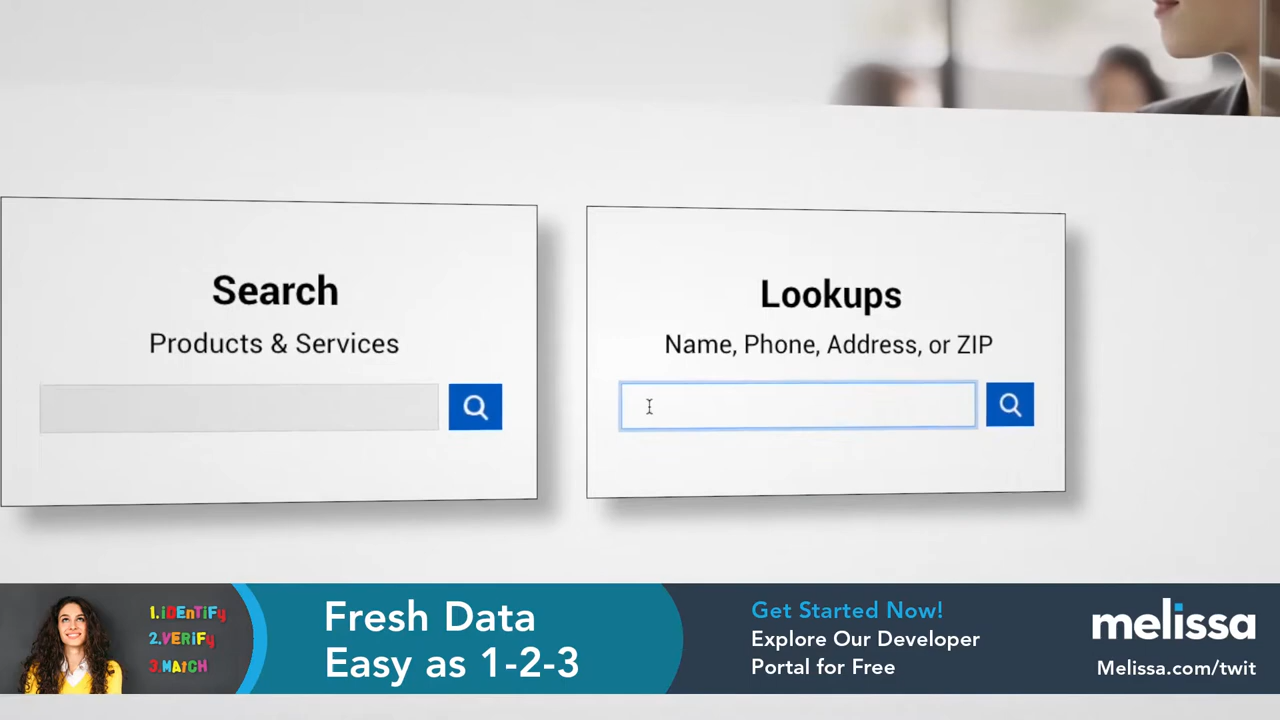 Search
Products & Services
Lookups
Name, Phone, Address, or ZIP
1.iDEnTiFy
2.VERiFy
3.MAtCH
Fresh Data
Easy as 1-2-3
Get Started Now!
Explore Our Developer
Portal for Free
melissa
Melissa.com/twit